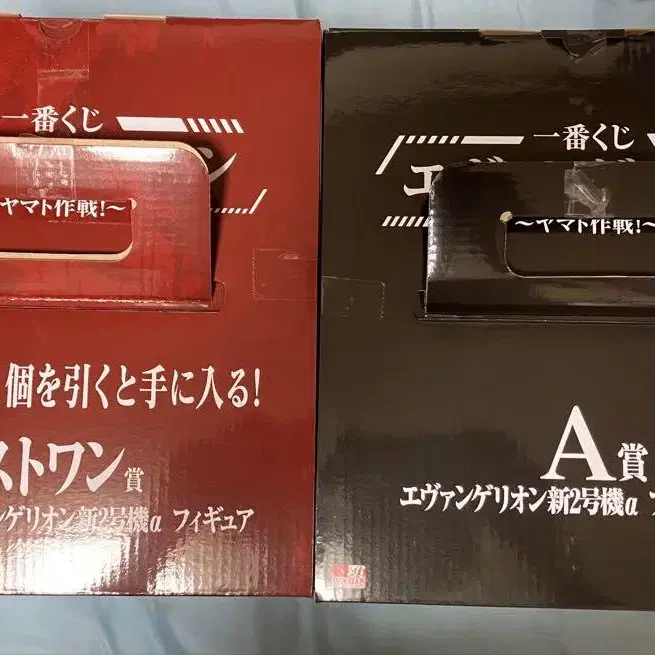 一番くじ
ン
ヤマト作戦!～
個を引くと手に入る!
ストワン賞
ゲリオン新2号機α フィギュア
一番くじ
エヴ
～ヤマト作戦!～
A賞
エヴァンゲリオン新2号機α フ